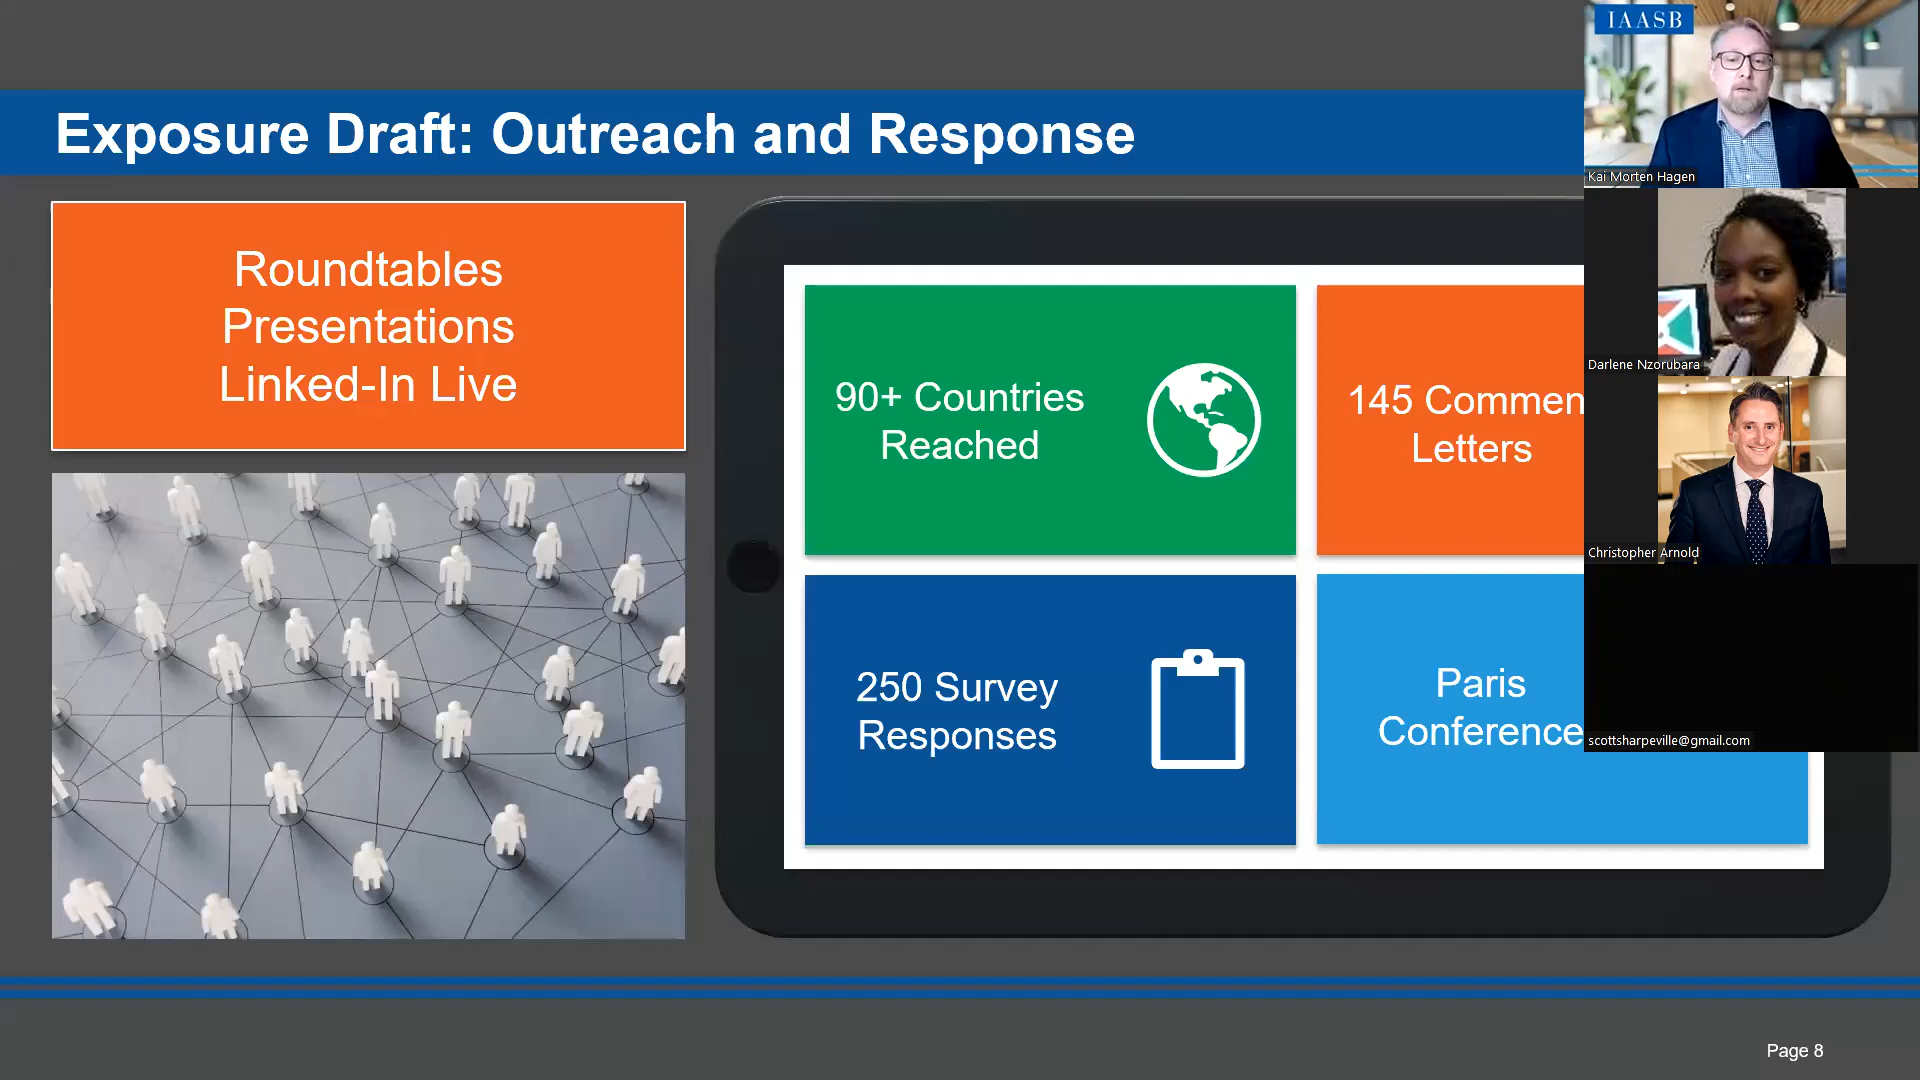 Exposure Draft: Outreach and Response
Roundtables
Presentations
Linked-In Live
90+ Countries
Reached
145 Commen
Letters
250 Survey
Responses
Paris
Conference
IAASB
Kai Morten Hagen
Darlene Nzorubara
Christopher Arnold
scottsharpeville@gmail.com
Page 8